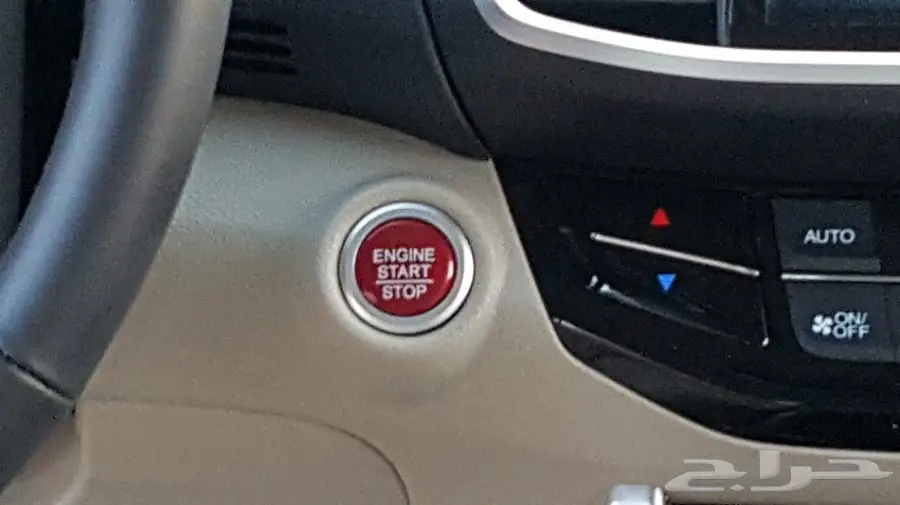 ENGINE
START
STOP
AUTO
ON/
OFF
حراج